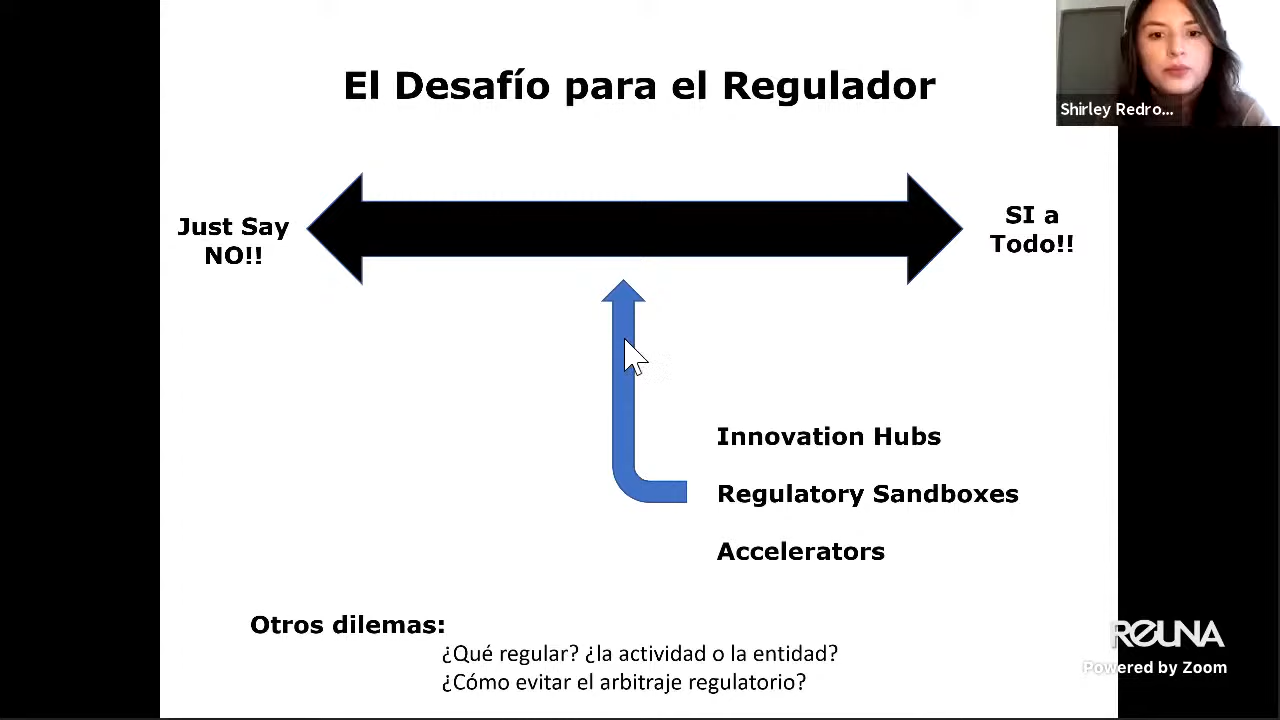 El Desafío para el Regulador
Shirley Redro...
Just Say
NO!!
SI a
Todo!!
Innovation Hubs
Regulatory Sandboxes
Accelerators
Otros dilemas:
¿Qué regular? ¿la actividad o la entidad?
¿Cómo evitar el arbitraje regulatorio?
REUNA
Powered by Zoom